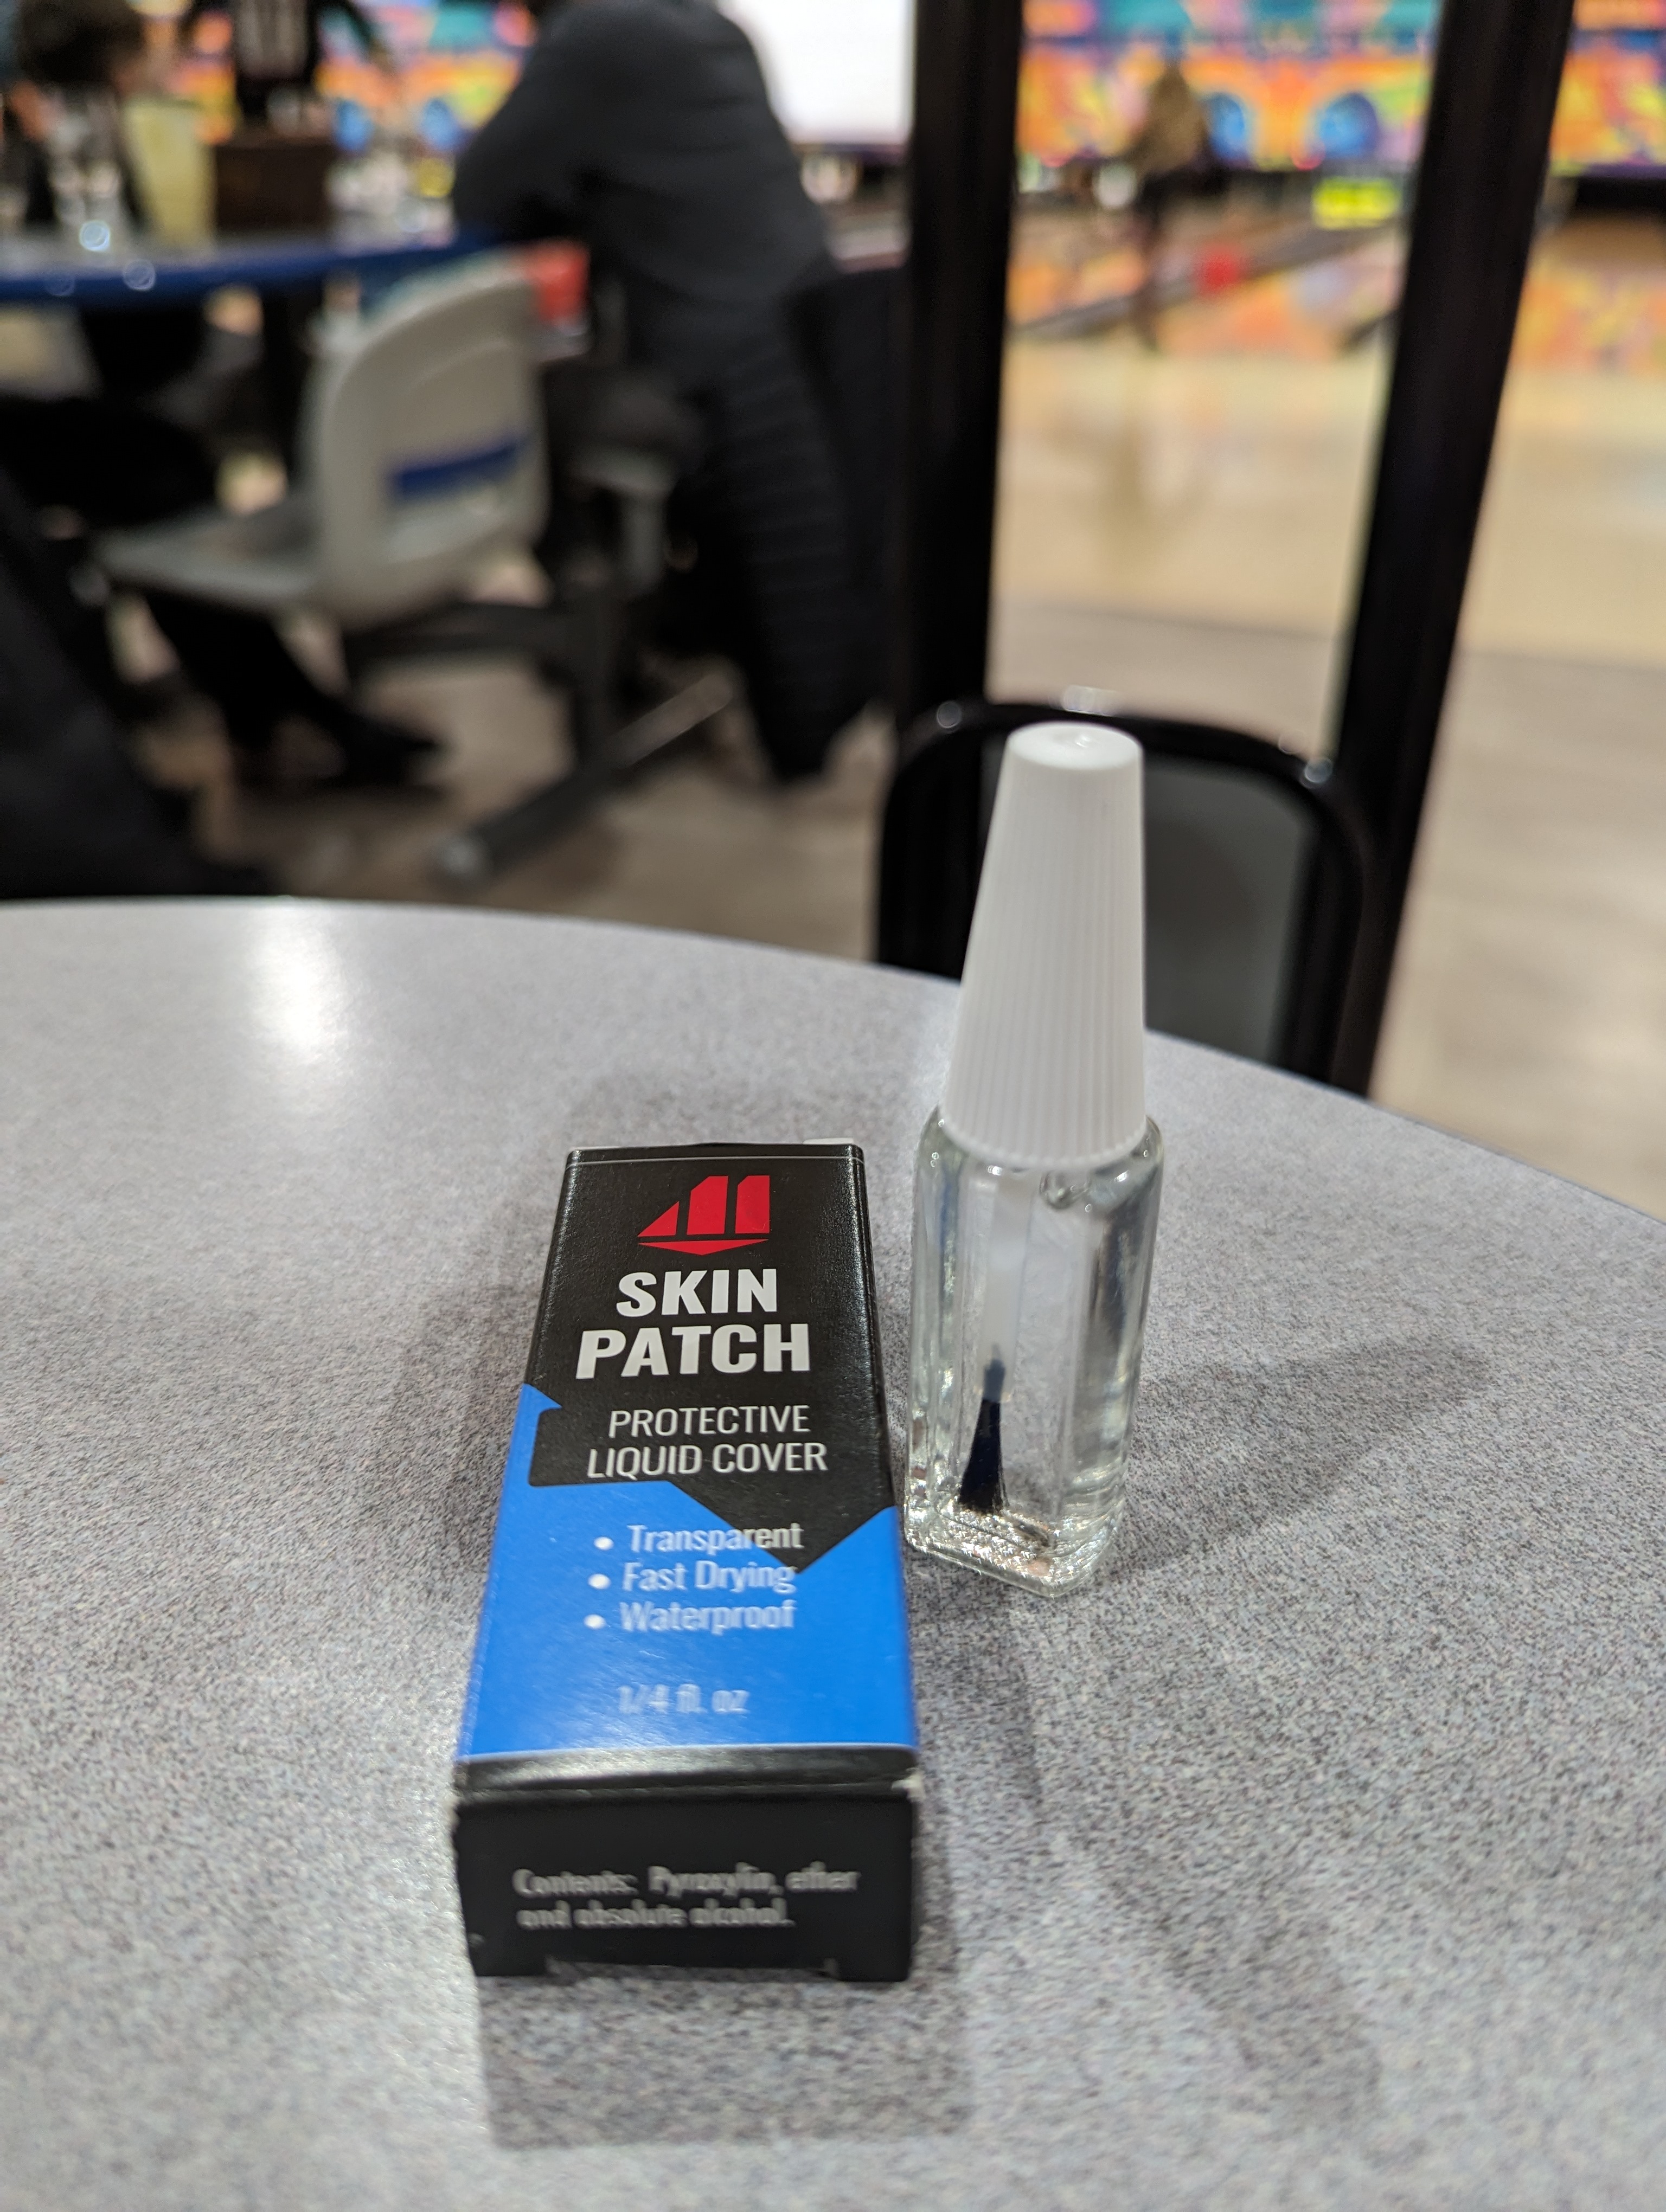 SKIN
PATCH
PROTECTIVE
LIQUID COVER
• Transparent
• Fast Drying
• Waterproof
1/4 fl. oz
Contents: Pyroxylin, ether
and absolute alcohol.